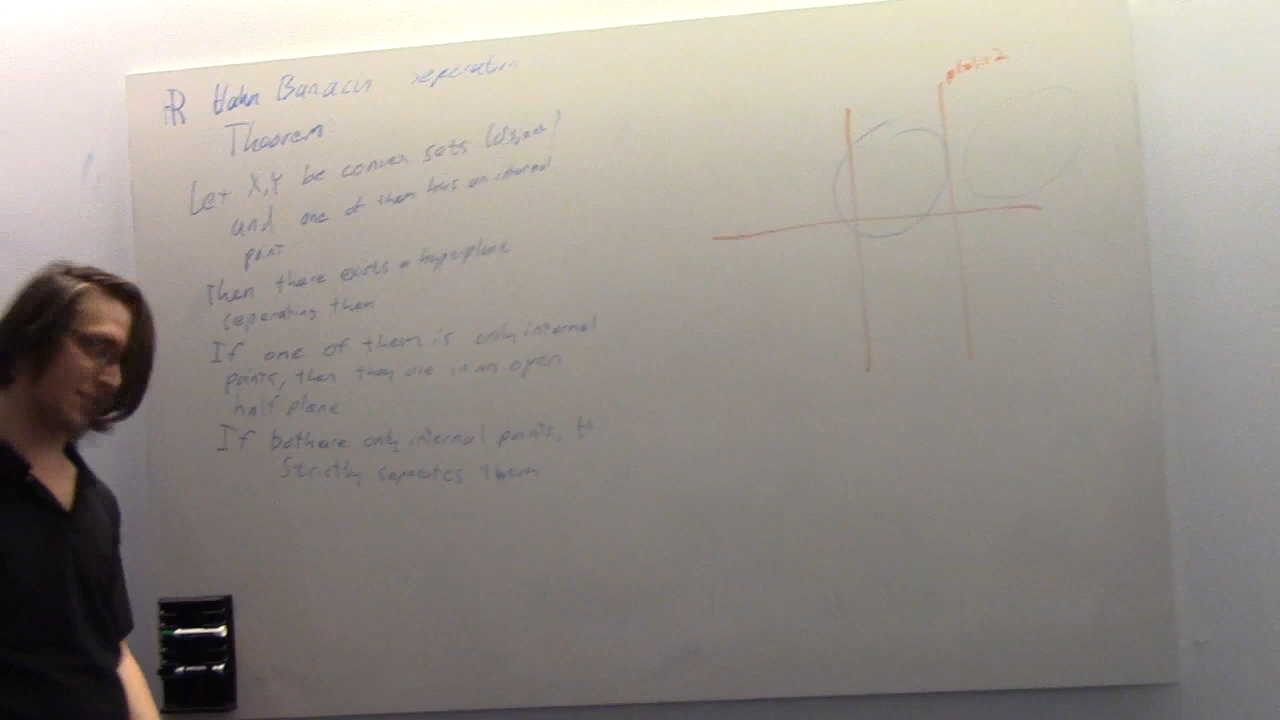 ℝ Hahn Banach seperation
Theorem
Let X,Y be convex sets (disjoint)
and one of them has an internal
point
Then there exists a hyperplane
seperating them
If one of them is only internal
points, then they are in an open
half plane
If both are only internal points, it
Strictly seperates them